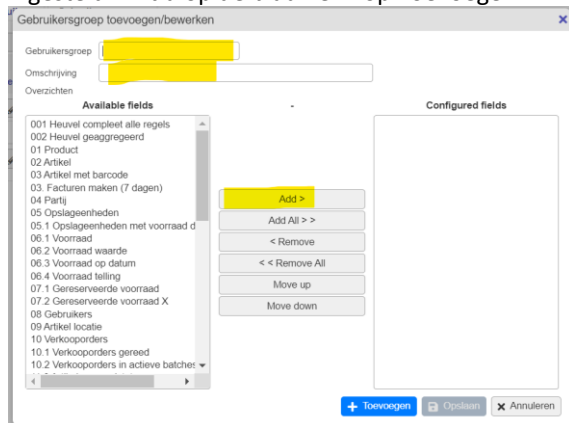 Gebruikersgroep toevoegen/bewerken
Gebruikersgroep
Omschrijving
Overzichten
Available fields - Configured fields
001 Heuvel compleet alle regels
002 Heuvel geaggregeerd
01 Product
02 Artikel
03 Artikel met barcode
03. Facturen maken (7 dagen)
04 Partij
05 Opslageenheden
05.1 Opslageenheden met voorraad d
06.1 Voorraad
06.2 Voorraad waarde
06.3 Voorraad op datum
06.4 Voorraad telling
07.1 Gereserveerde voorraad
07.2 Gereserveerde voorraad X
08 Gebruikers
09 Artikel locatie
10 Verkooporders
10.1 Verkooporders gereed
10.2 Verkooporders in actieve batches
Add >
Add All > >
< Remove
< < Remove All
Move up
Move down
Toevoegen
Opslaan
Annuleren